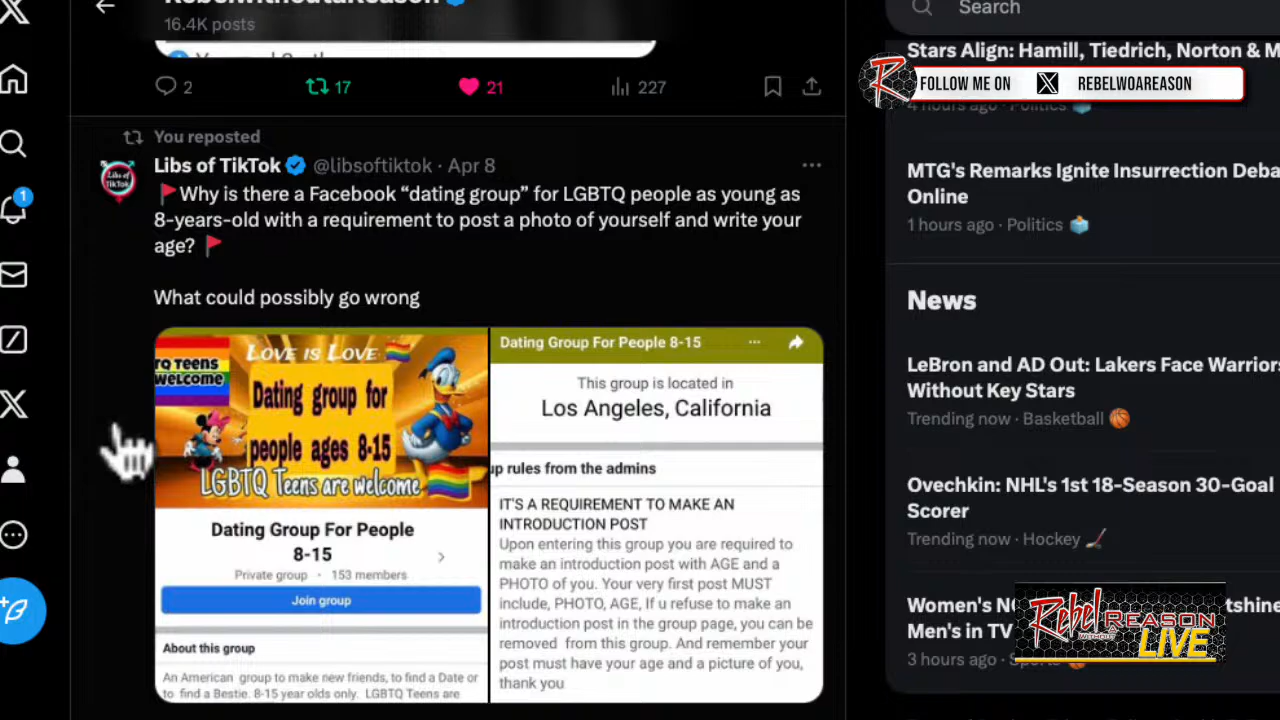 16.4K posts
2
17
21
227
You reposted
Libs of TikTok @libsoftiktok · Apr 8
Why is there a Facebook “dating group” for LGBTQ people as young as
8-years-old with a requirement to post a photo of yourself and write your
age?
What could possibly go wrong
TEENS
WELCOME
LOVE IS LOVE
Dating group for
people ages 8-15
LGBTQ Teens are welcome
Dating Group For People
8-15
Private group · 153 members
Join group
About this group
An American group to make new friends, to find a Date or
to find a Bestie. 8-15 year olds only. LGBTQ Teens are
Dating Group For People 8-15
This group is located in
Los Angeles, California
rules from the admins
IT'S A REQUIREMENT TO MAKE AN
INTRODUCTION POST
Upon entering this group you are required to
make an introduction post with AGE and a
PHOTO of you. Your very first post MUST
include, PHOTO, AGE, If u refuse to make an
introduction post in the group page, you can be
removed from this group. And remember your
post must have your age and a picture of you,
thank you
1
Libs of
TikTok
Search
Stars Align: Hamill, Tiedrich, Norton &
R FOLLOW ME ON X REBELWOAREASON
4 hours ago · Politics
MTG's Remarks Ignite Insurrection
Online
1 hours ago · Politics
News
LeBron and AD Out: Lakers Face Warriors
Without Key Stars
Trending now · Basketball
Ovechkin: NHL's 1st 18-Season 30-Goal
Scorer
Trending now · Hockey
Women's
Men's in TV
3 hours ago
Rebel WITHOUT A REASON
LIVE